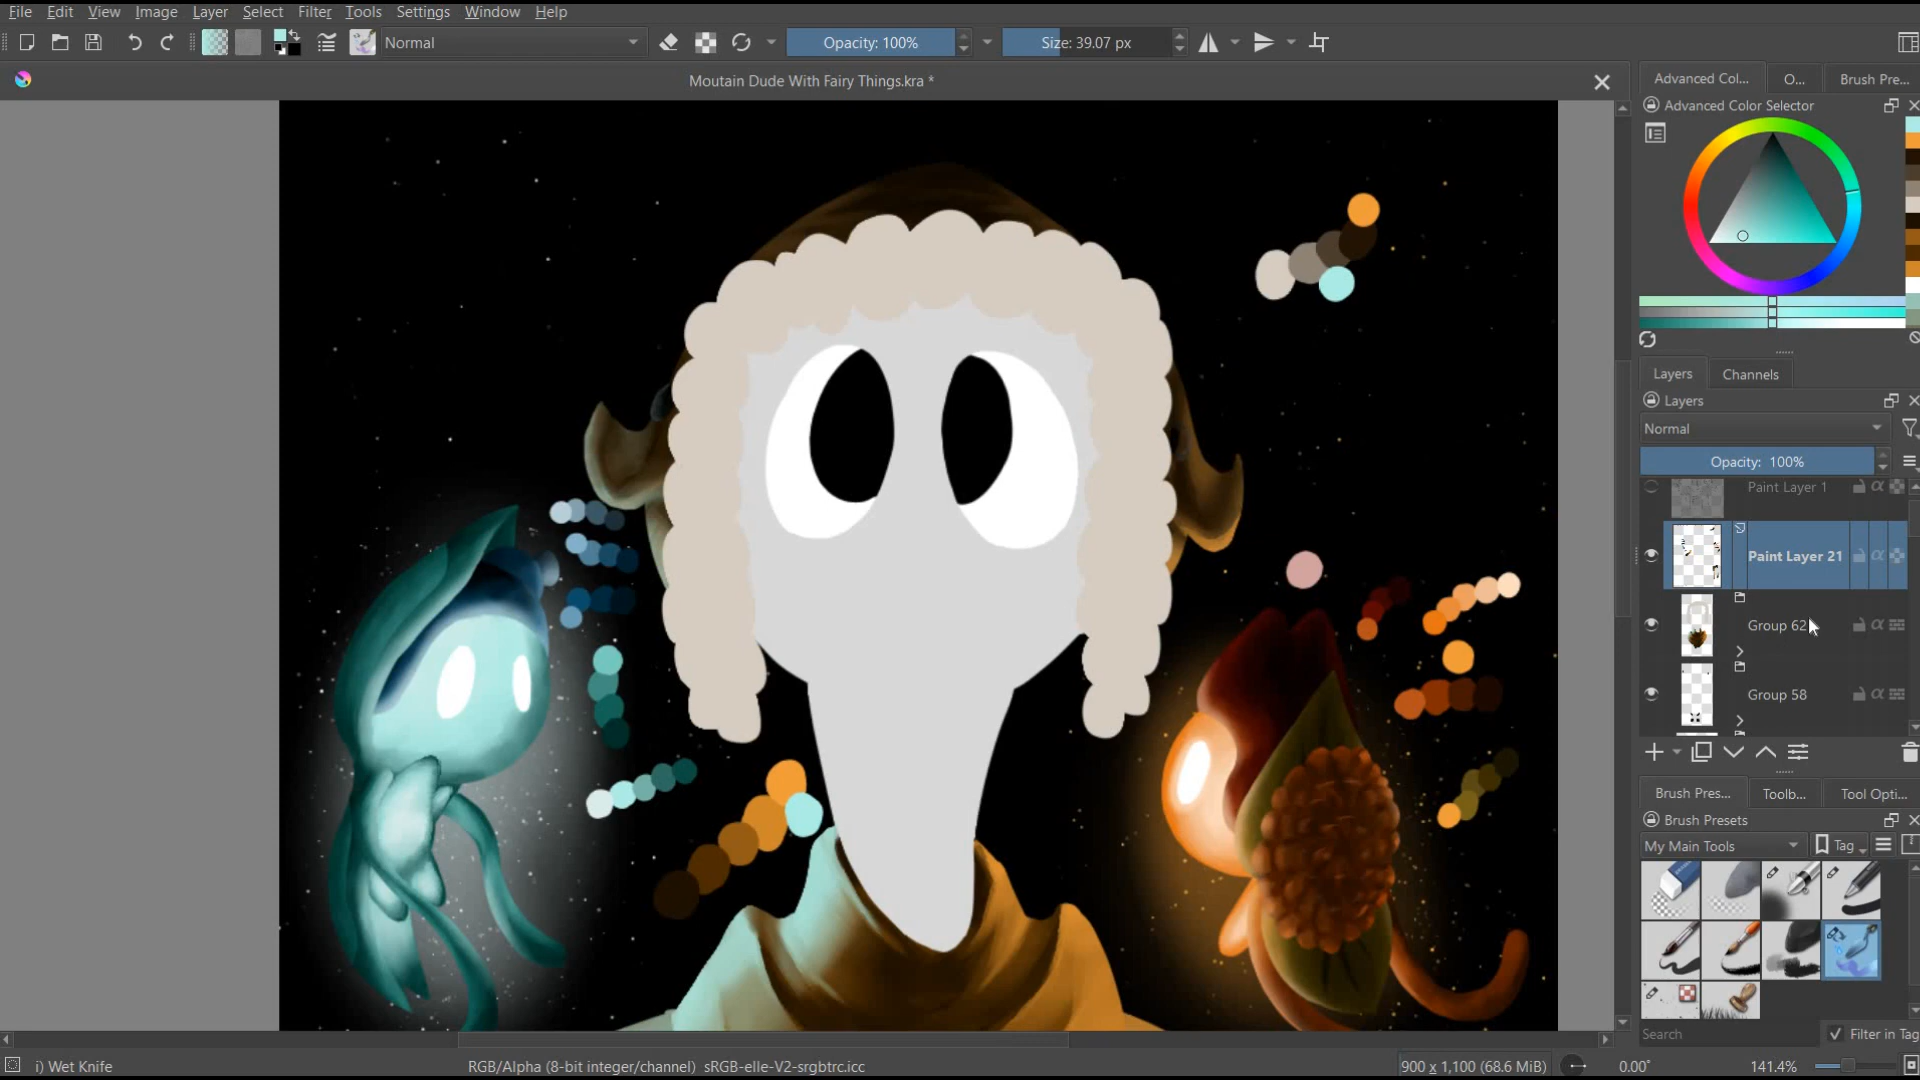 File Edit View Image Layer Select Filter Tools Settings Window Help
Normal Opacity: 100% Size: 39.07 px
Moutain Dude With Fairy Things.kra *
Advanced Col... O... Brush Pre...
Advanced Color Selector
Layers Channels
Layers
Normal
Opacity: 100%
Paint Layer 1
Paint Layer 21
Group 62
Group 58
Brush Pres... Toolb... Tool Opti...
Brush Presets
My Main Tools Tag
Search Filter in Tag
i) Wet Knife RGB/Alpha (8-bit integer/channel) sRGB-elle-V2-srgbtrc.icc 900 x 1,100 (68.6 MiB) 0.00° 141.4%